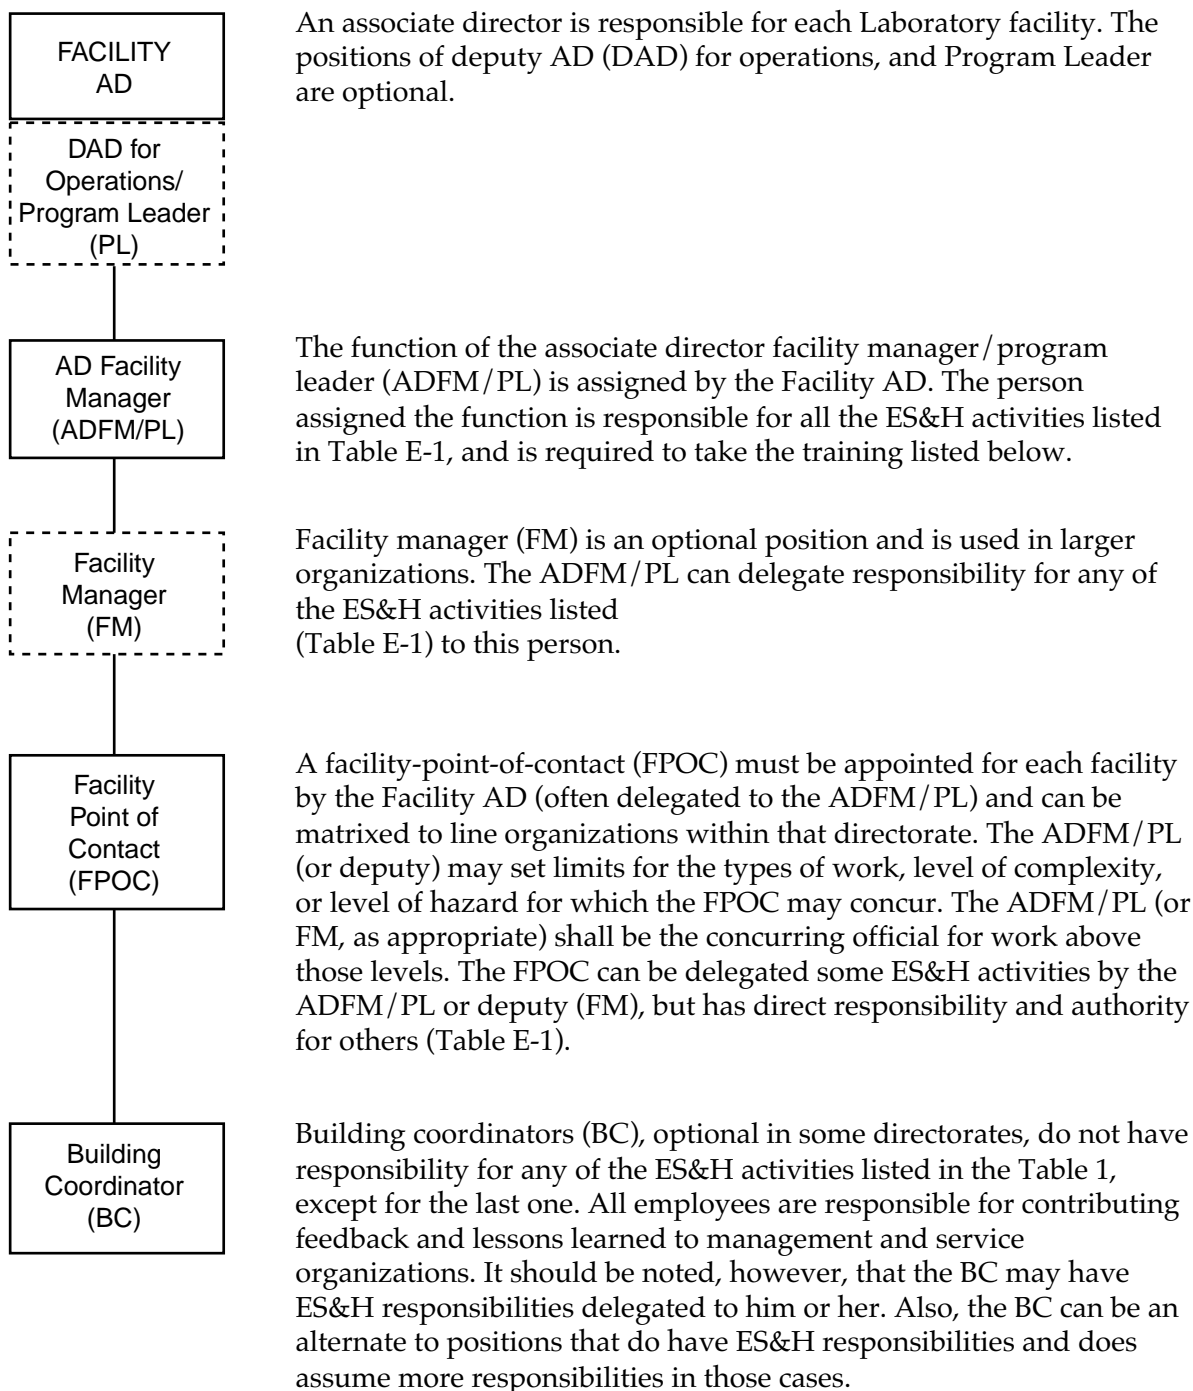 FACILITY
AD
An associate director is responsible for each Laboratory facility. The
positions of deputy AD (DAD) for operations, and Program Leader
are optional.
DAD for
Operations/
Program Leader
(PL)
AD Facility
Manager
(ADFM/PL)
The function of the associate director facility manager/program
leader (ADFM/PL) is assigned by the Facility AD. The person
assigned the function is responsible for all the ES&H activities listed
in Table E-1, and is required to take the training listed below.
Facility
Manager
(FM)
Facility manager (FM) is an optional position and is used in larger
organizations. The ADFM/PL can delegate responsibility for any of
the ES&H activities listed
(Table E-1) to this person.
Facility
Point of
Contact
(FPOC)
A facility-point-of-contact (FPOC) must be appointed for each facility
by the Facility AD (often delegated to the ADFM/PL) and can be
matrixed to line organizations within that directorate. The ADFM/PL
(or deputy) may set limits for the types of work, level of complexity,
or level of hazard for which the FPOC may concur. The ADFM/PL (or
FM, as appropriate) shall be the concurring official for work above
those levels. The FPOC can be delegated some ES&H activities by the
ADFM/PL or deputy (FM), but has direct responsibility and authority
for others (Table E-1).
Building
Coordinator
(BC)
Building coordinators (BC), optional in some directorates, do not have
responsibility for any of the ES&H activities listed in the Table 1,
except for the last one. All employees are responsible for contributing
feedback and lessons learned to management and service
organizations. It should be noted, however, that the BC may have
ES&H responsibilities delegated to him or her. Also, the BC can be an
alternate to positions that do have ES&H responsibilities and does
assume more responsibilities in those cases.